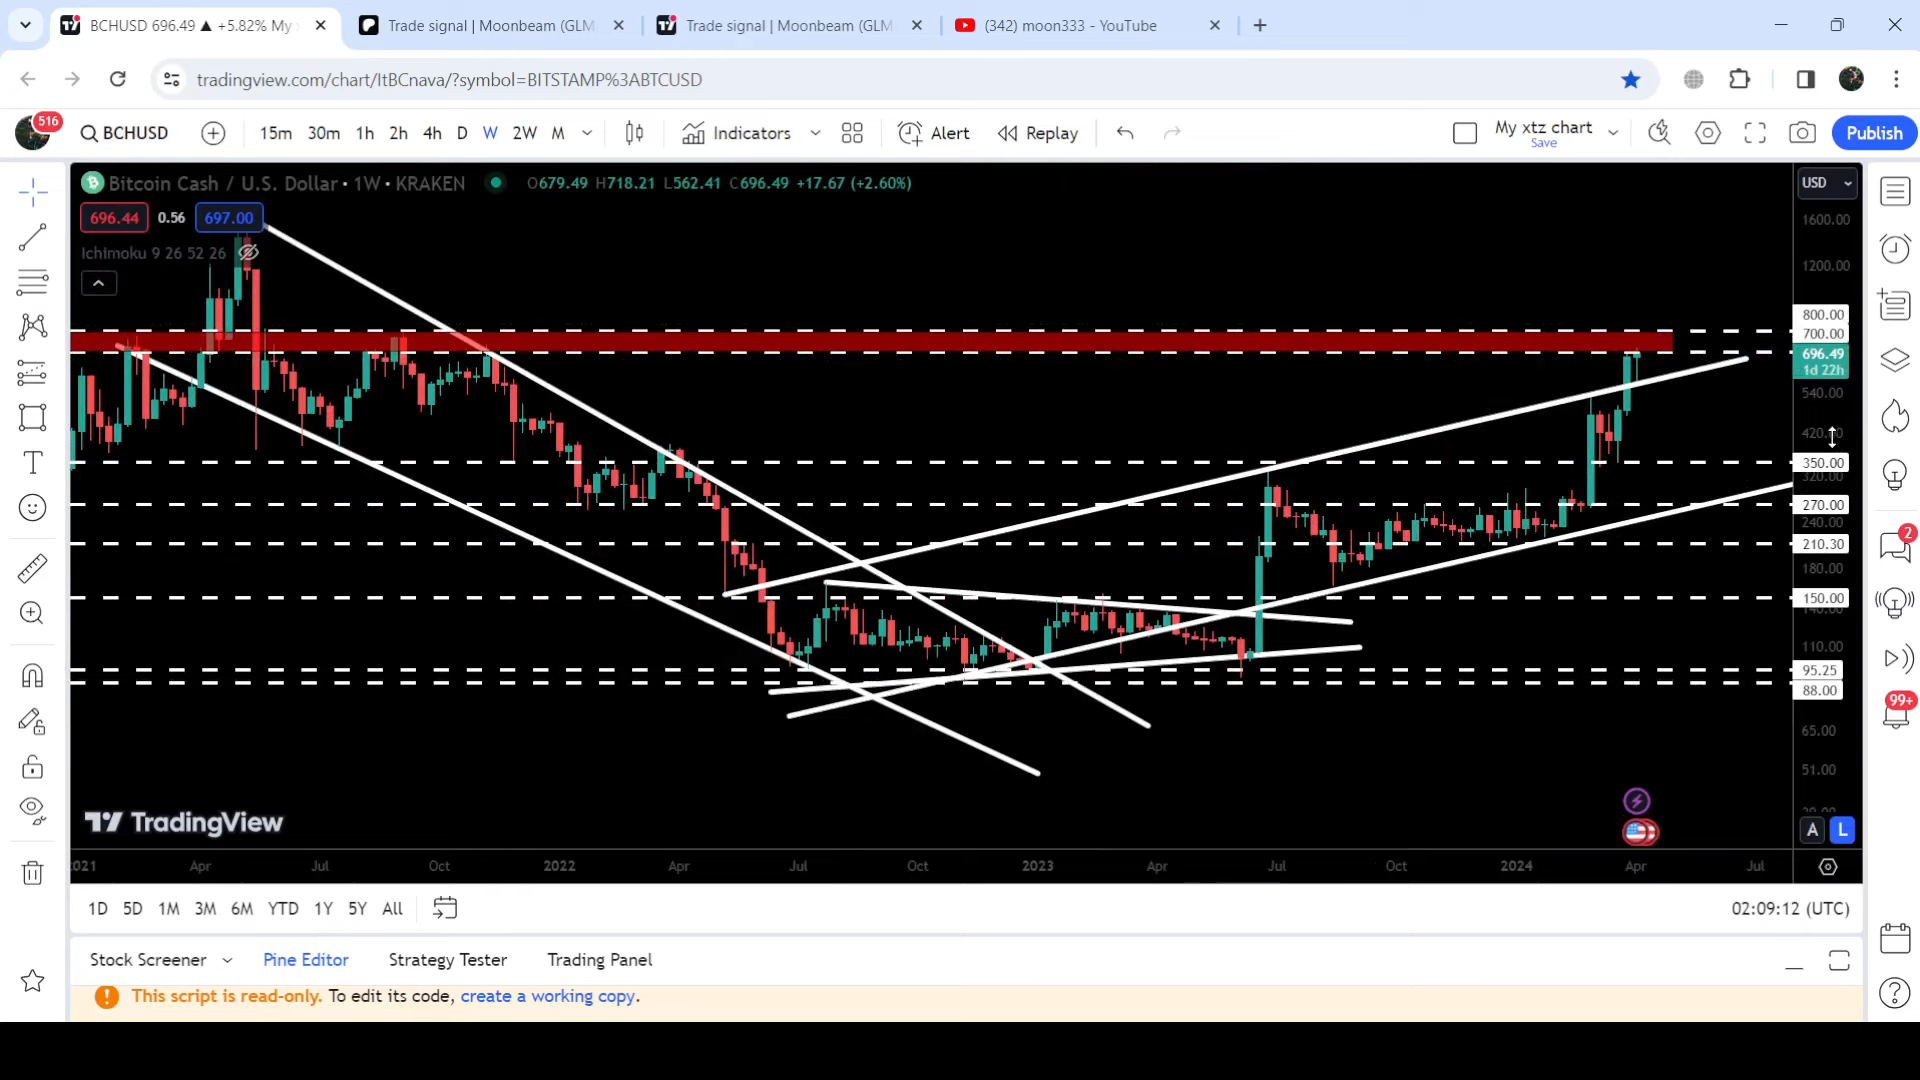 BCHUSD 696.49 ▲ +5.82% My
Trade signal | Moonbeam (GLM
Trade signal | Moonbeam (GLM
(342) moon333 - YouTube
tradingview.com/chart/ItBCnava/?symbol=BITSTAMP%3ABTCUSD
516
BCHUSD
15m 30m 1h 2h 4h D W 2W M
Indicators
Alert
Replay
My xtz chart
Save
Publish
Bitcoin Cash / U.S. Dollar • 1W • KRAKEN
O679.49 H718.21 L562.41 C696.49 +17.67 (+2.60%)
USD
696.44 0.56 697.00
Ichimoku 9 26 52 26
1600.00
1200.00
800.00
700.00
696.49
1d 22h
540.00
420.00
350.00
320.00
270.00
240.00
210.30
180.00
150.00
140.00
110.00
95.25
88.00
65.00
51.00
2
99+
TradingView
A L
2021 Apr Jul Oct 2022 Apr Jul Oct 2023 Apr Jul Oct 2024 Apr Jul
1D 5D 1M 3M 6M YTD 1Y 5Y All
02:09:12 (UTC)
Stock Screener Pine Editor Strategy Tester Trading Panel
This script is read-only. To edit its code, create a working copy.